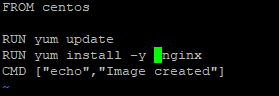 FROM centos
RUN yum update
RUN yum install -y nginx
CMD ["echo","Image created"]
~